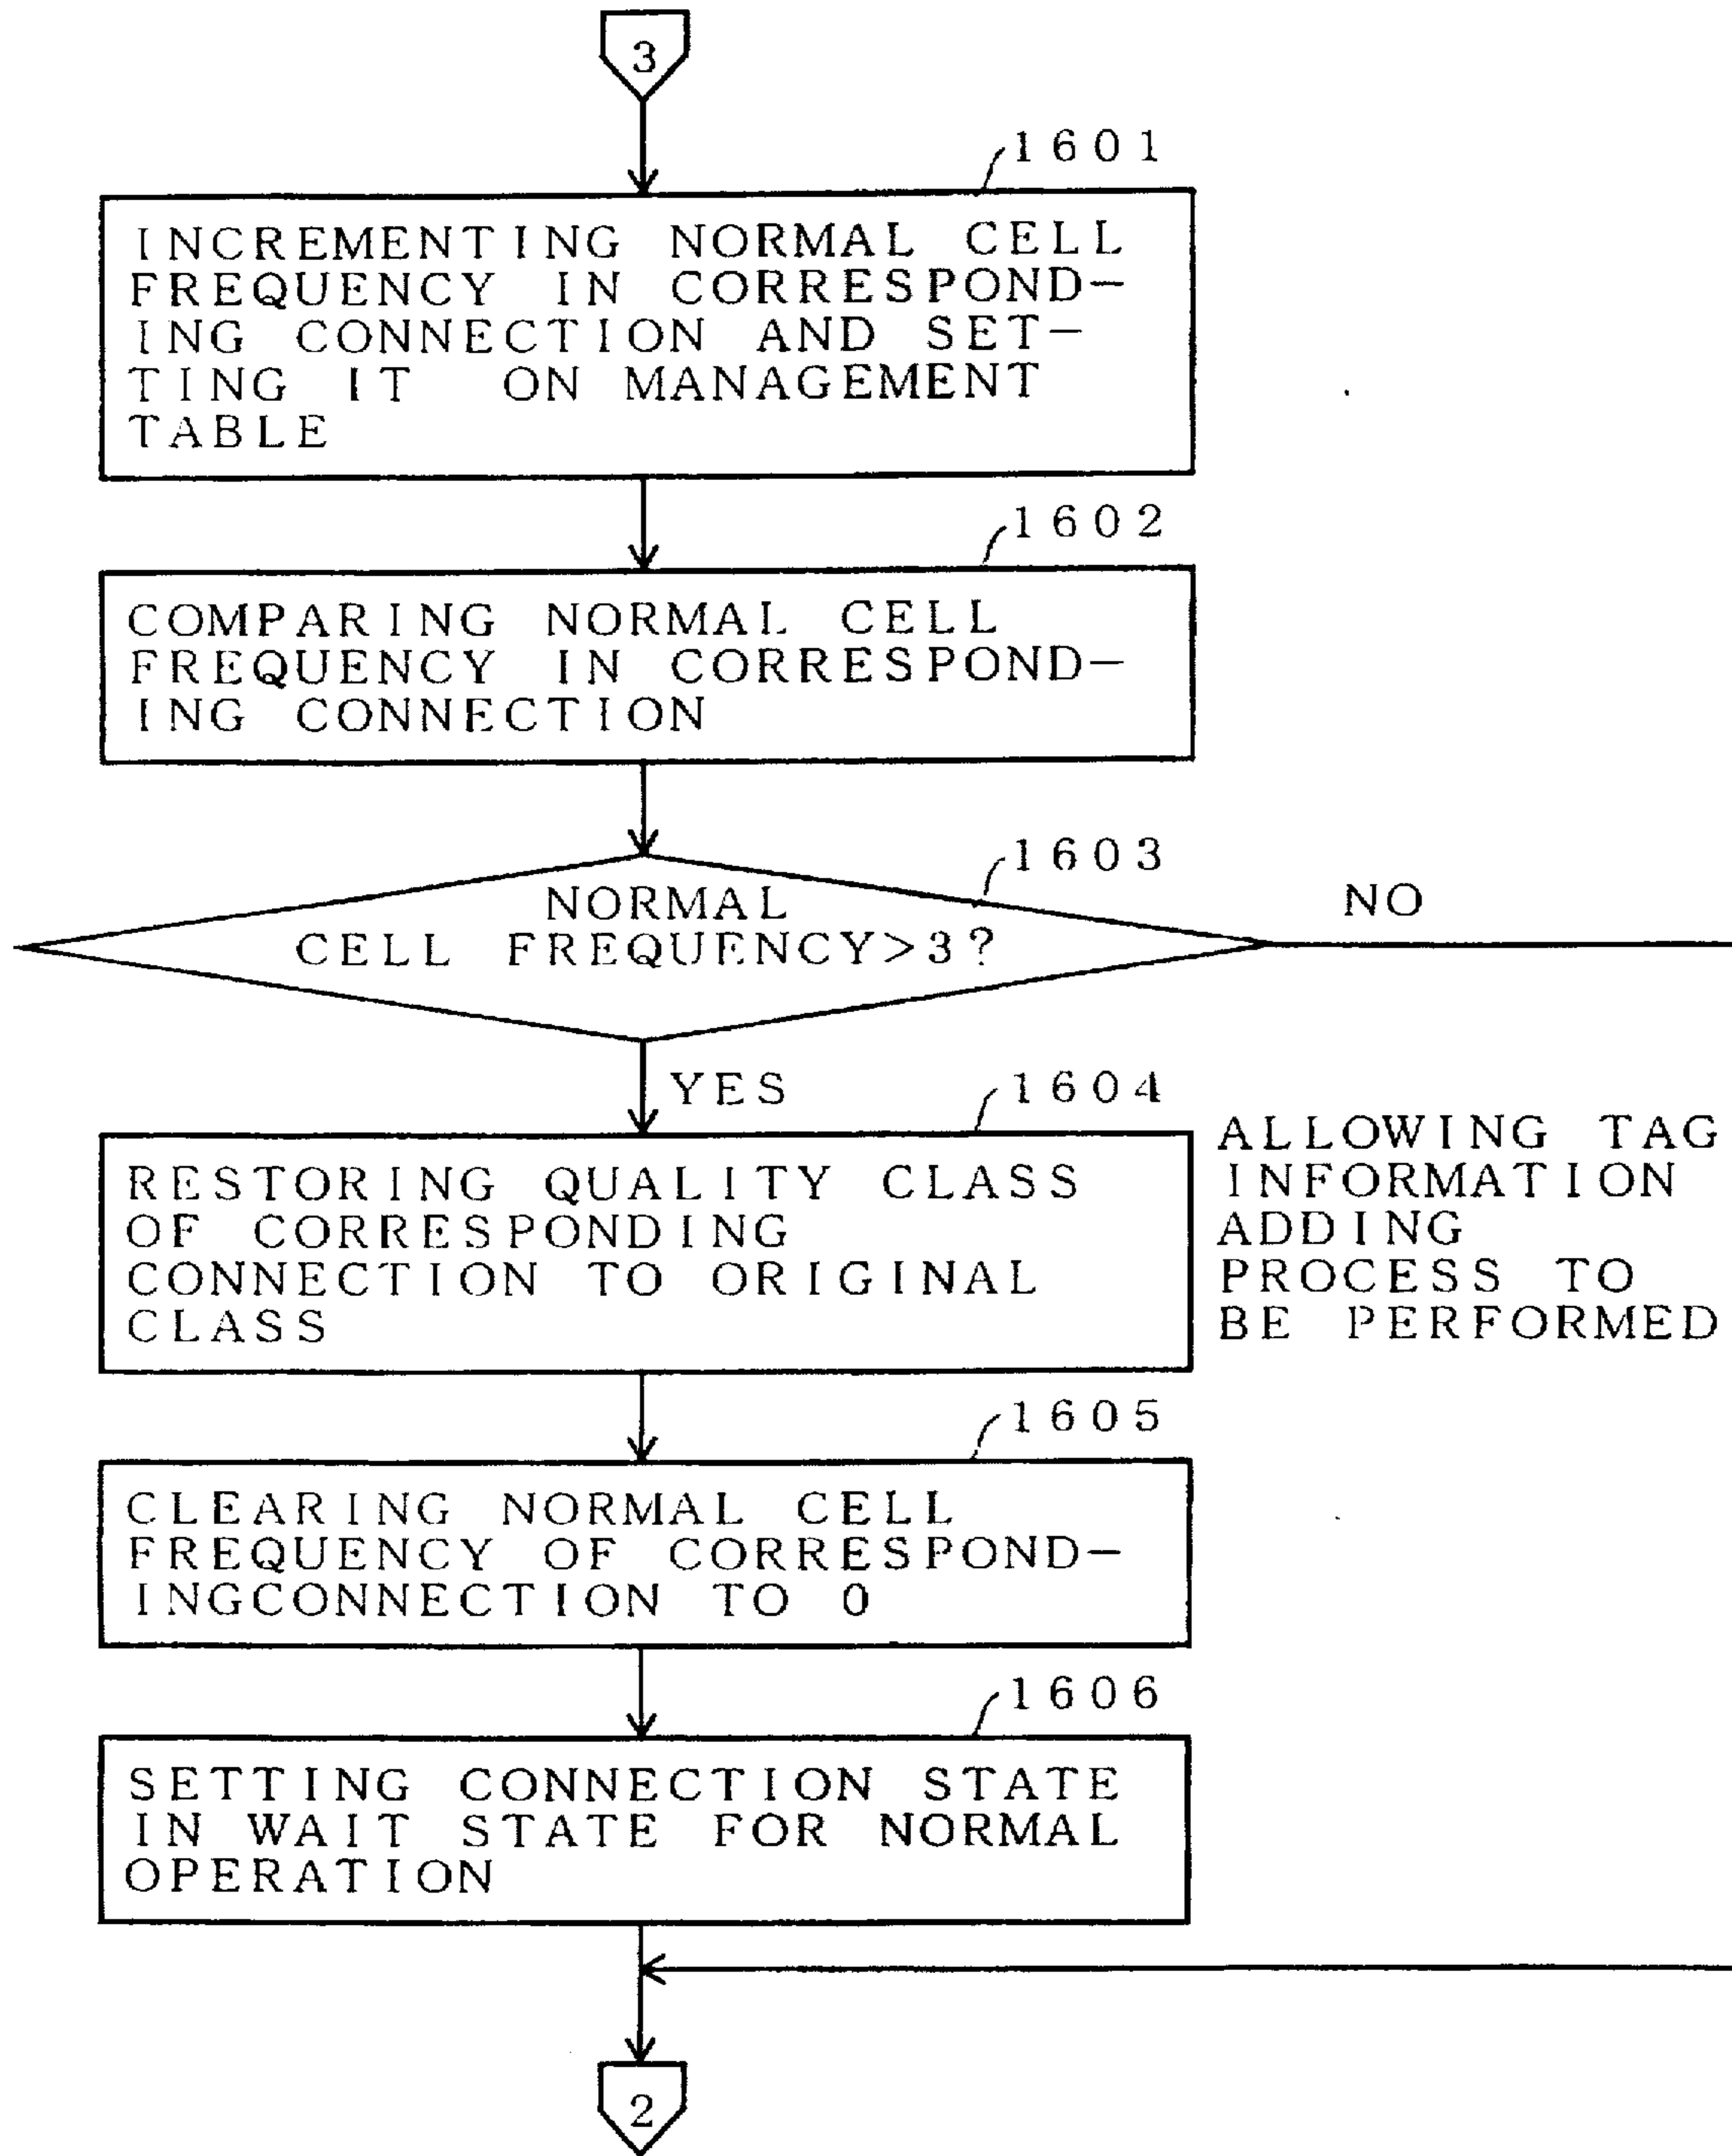 3
1601
INCREMENTING NORMAL CELL
FREQUENCY IN CORRESPOND-
ING CONNECTION AND SET-
TING IT ON MANAGEMENT
TABLE
1602
COMPARING NORMAL CELL
FREQUENCY IN CORRESPOND-
ING CONNECTION
1603
NORMAL
CELL FREQUENCY>3?
NO
YES
1604
RESTORING QUALITY CLASS
OF CORRESPONDING
CONNECTION TO ORIGINAL
CLASS
ALLOWING TAG
INFORMATION
ADDING
PROCESS TO
BE PERFORMED
1605
CLEARING NORMAL CELL
FREQUENCY OF CORRESPOND-
INGCONNECTION TO 0
1606
SETTING CONNECTION STATE
IN WAIT STATE FOR NORMAL
OPERATION
2